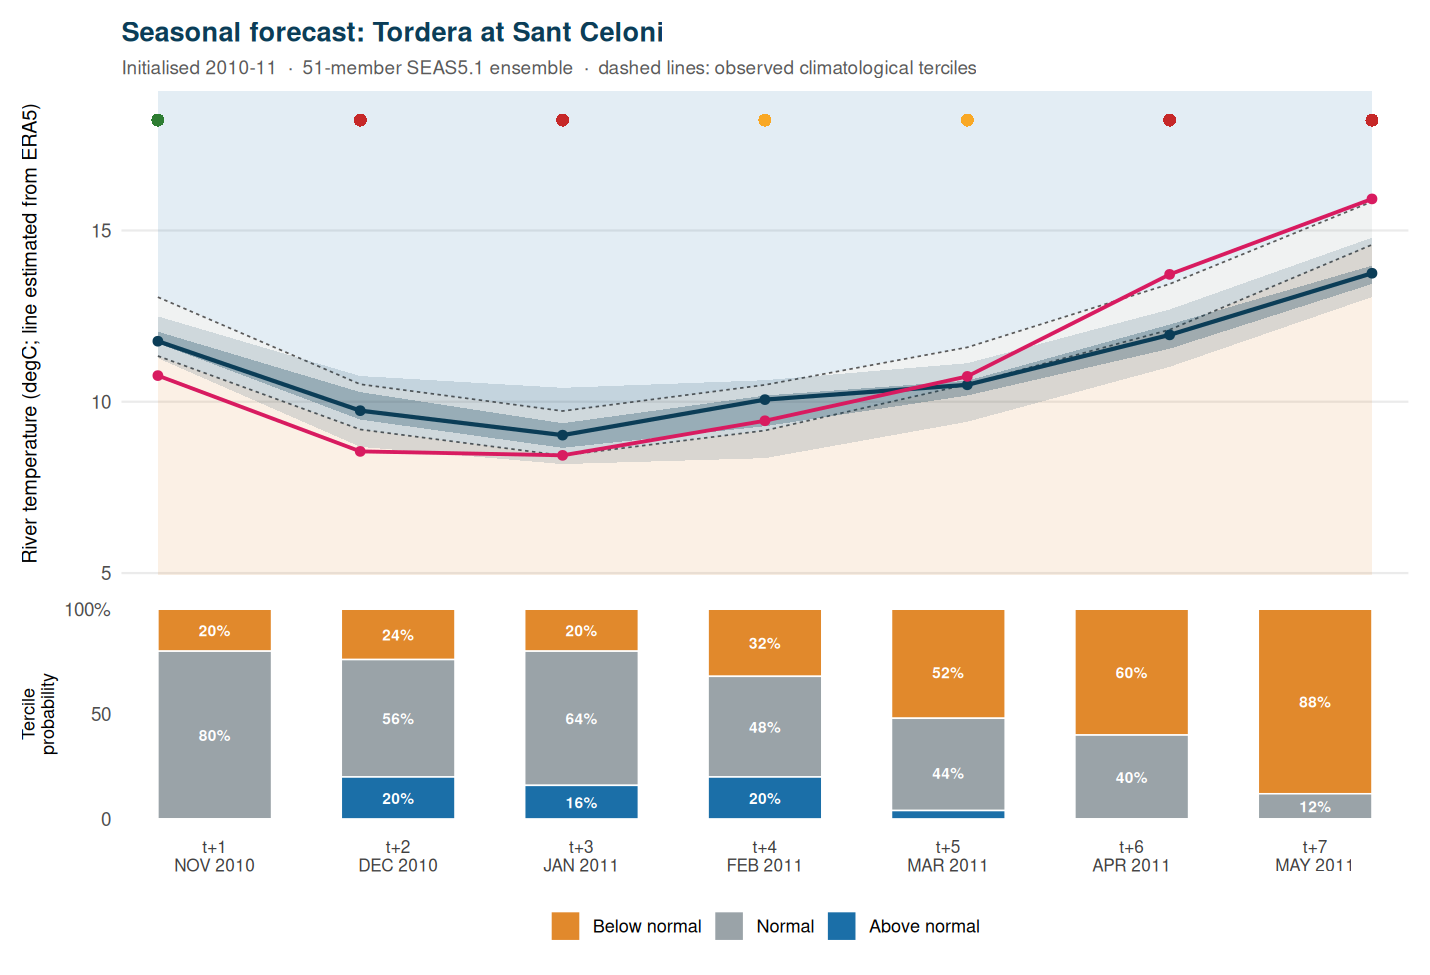 Seasonal forecast: Tordera at Sant Celoni
Initialised 2010-11 · 51-member SEAS5.1 ensemble · dashed lines: observed climatological terciles
River temperature (degC; line estimated from ERA5)
15
10
5
Tercile
probability
100%
50
0
20%
80%
24%
56%
20%
20%
64%
16%
32%
48%
20%
52%
44%
60%
40%
88%
12%
t+1
NOV 2010
t+2
DEC 2010
t+3
JAN 2011
t+4
FEB 2011
t+5
MAR 2011
t+6
APR 2011
t+7
MAY 2011
Below normal
Normal
Above normal